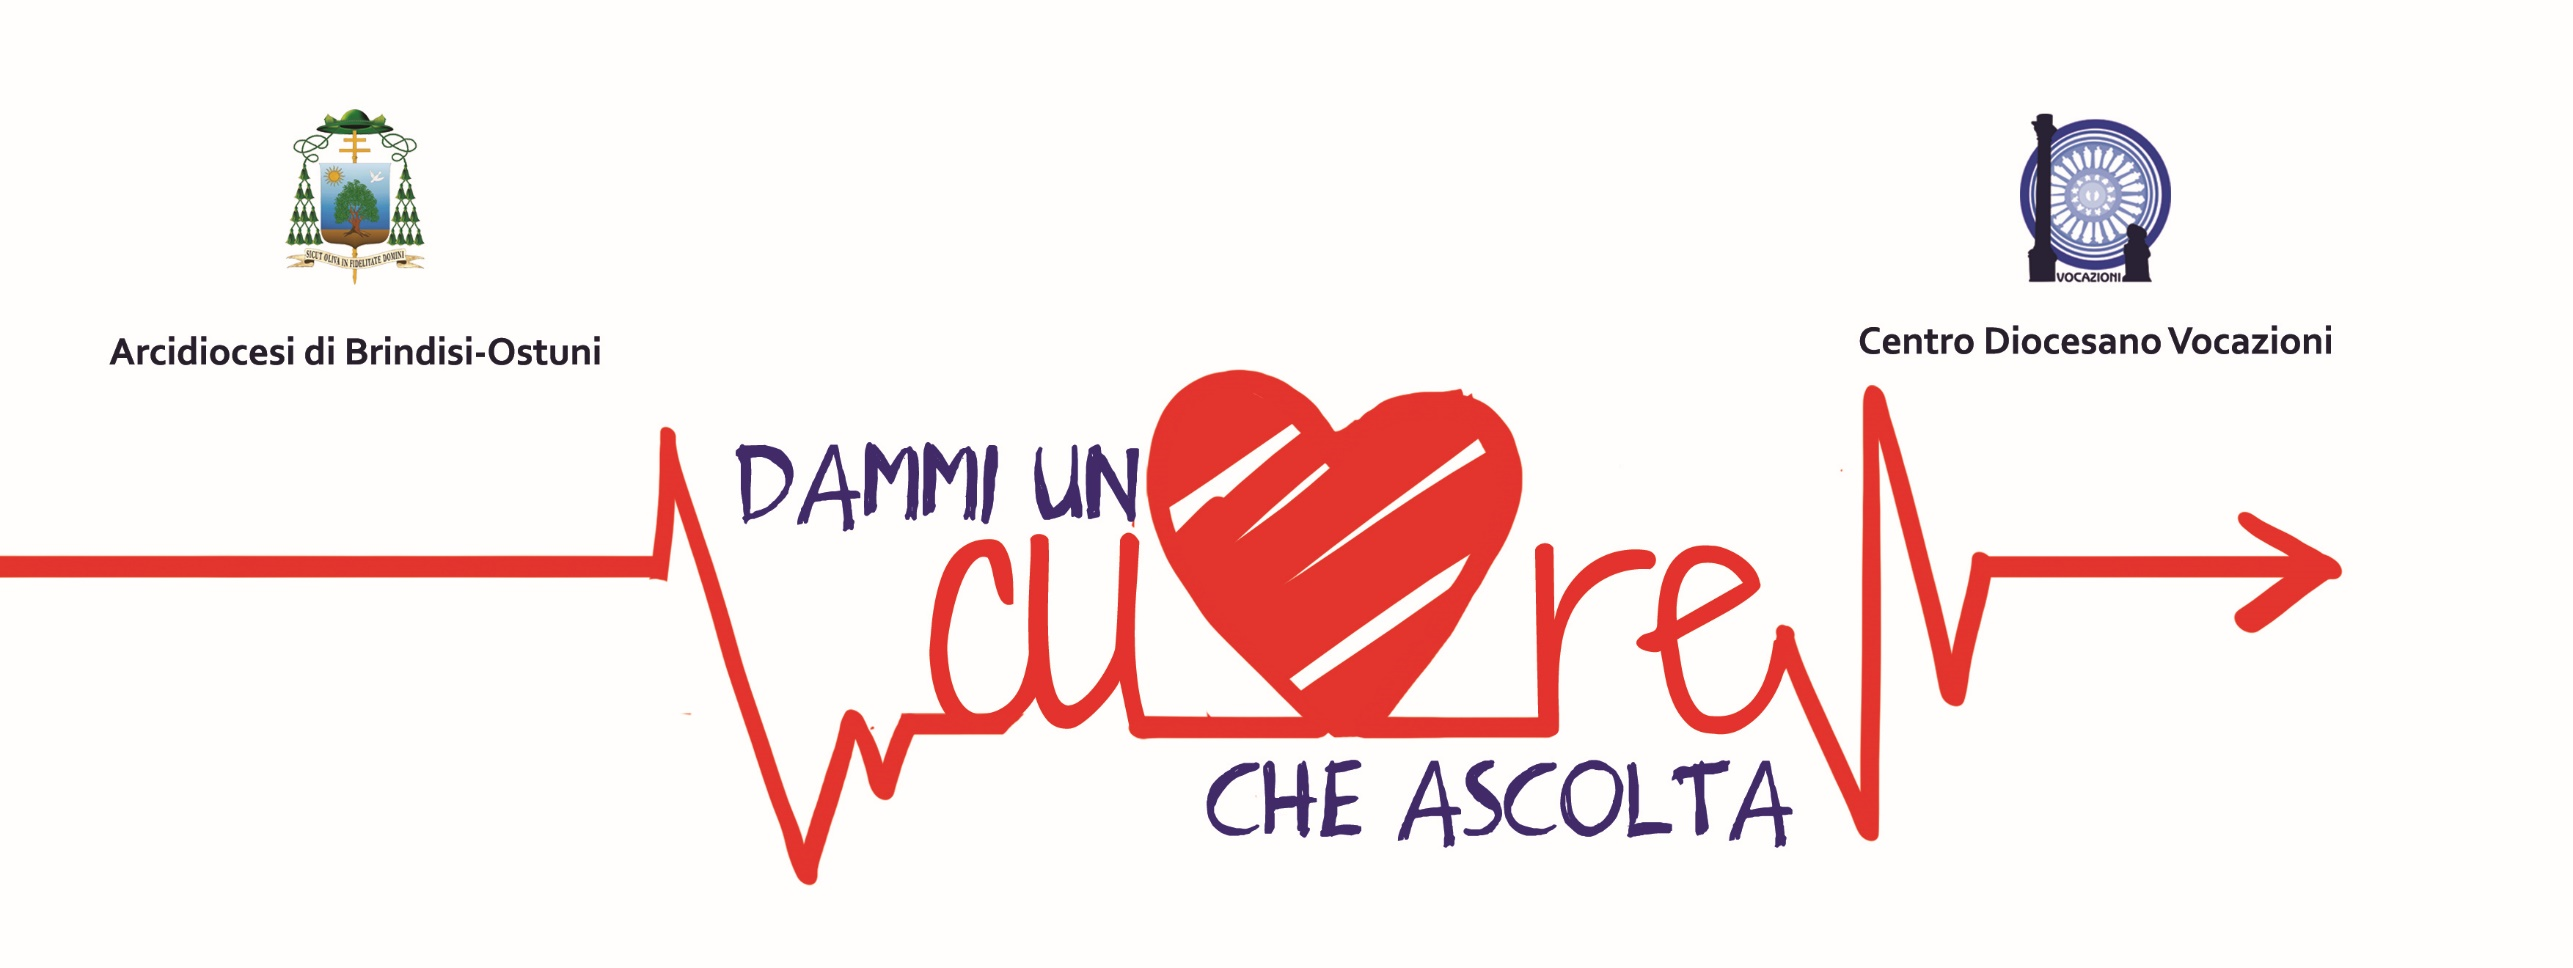 SICUT OLIVA IN FIDELITATE DOMINI
VOCAZIONI
Arcidiocesi di Brindisi-Ostuni
Centro Diocesano Vocazioni
DAMMI UN
cuore
CHE ASCOLTA